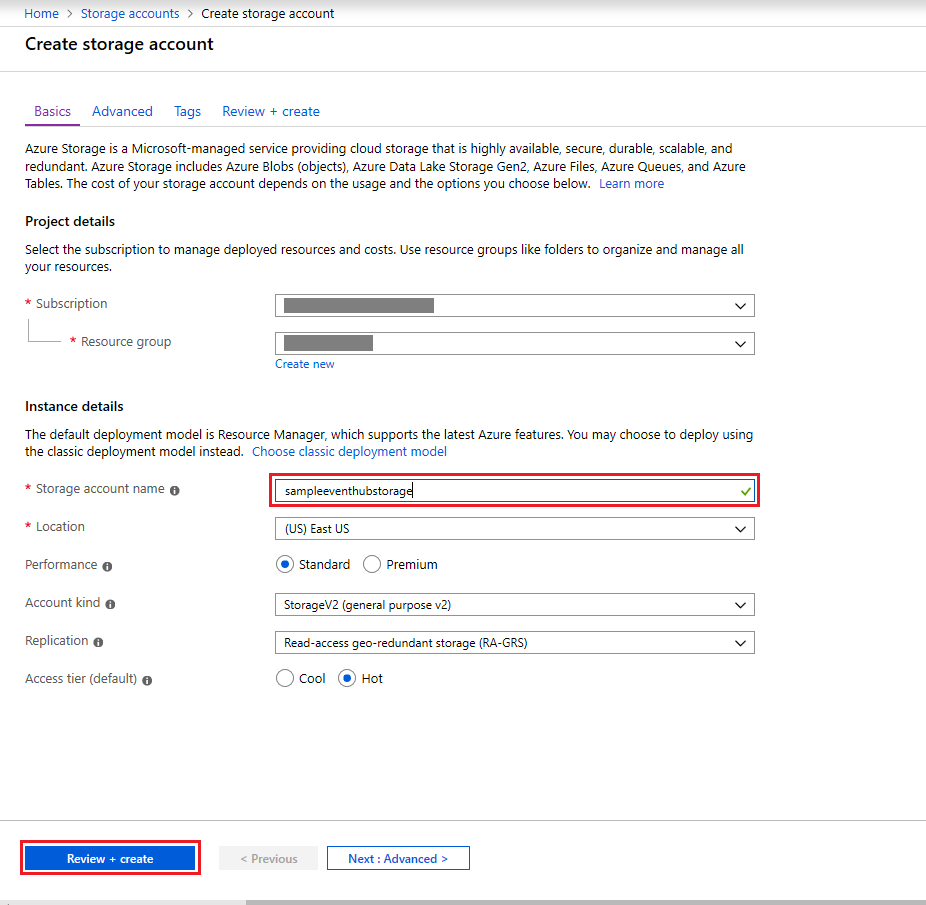 Home > Storage accounts > Create storage account
Create storage account
Basics Advanced Tags Review + create
Azure Storage is a Microsoft-managed service providing cloud storage that is highly available, secure, durable, scalable, and
redundant. Azure Storage includes Azure Blobs (objects), Azure Data Lake Storage Gen2, Azure Files, Azure Queues, and Azure
Tables. The cost of your storage account depends on the usage and the options you choose below. Learn more
Project details
Select the subscription to manage deployed resources and costs. Use resource groups like folders to organize and manage all
your resources.
* Subscription
* Resource group
Create new
Instance details
The default deployment model is Resource Manager, which supports the latest Azure features. You may choose to deploy using
the classic deployment model instead. Choose classic deployment model
* Storage account name sampleeventhubstorage
* Location (US) East US
Performance Standard Premium
Account kind StorageV2 (general purpose v2)
Replication Read-access geo-redundant storage (RA-GRS)
Access tier (default) Cool Hot
Review + create < Previous Next : Advanced >